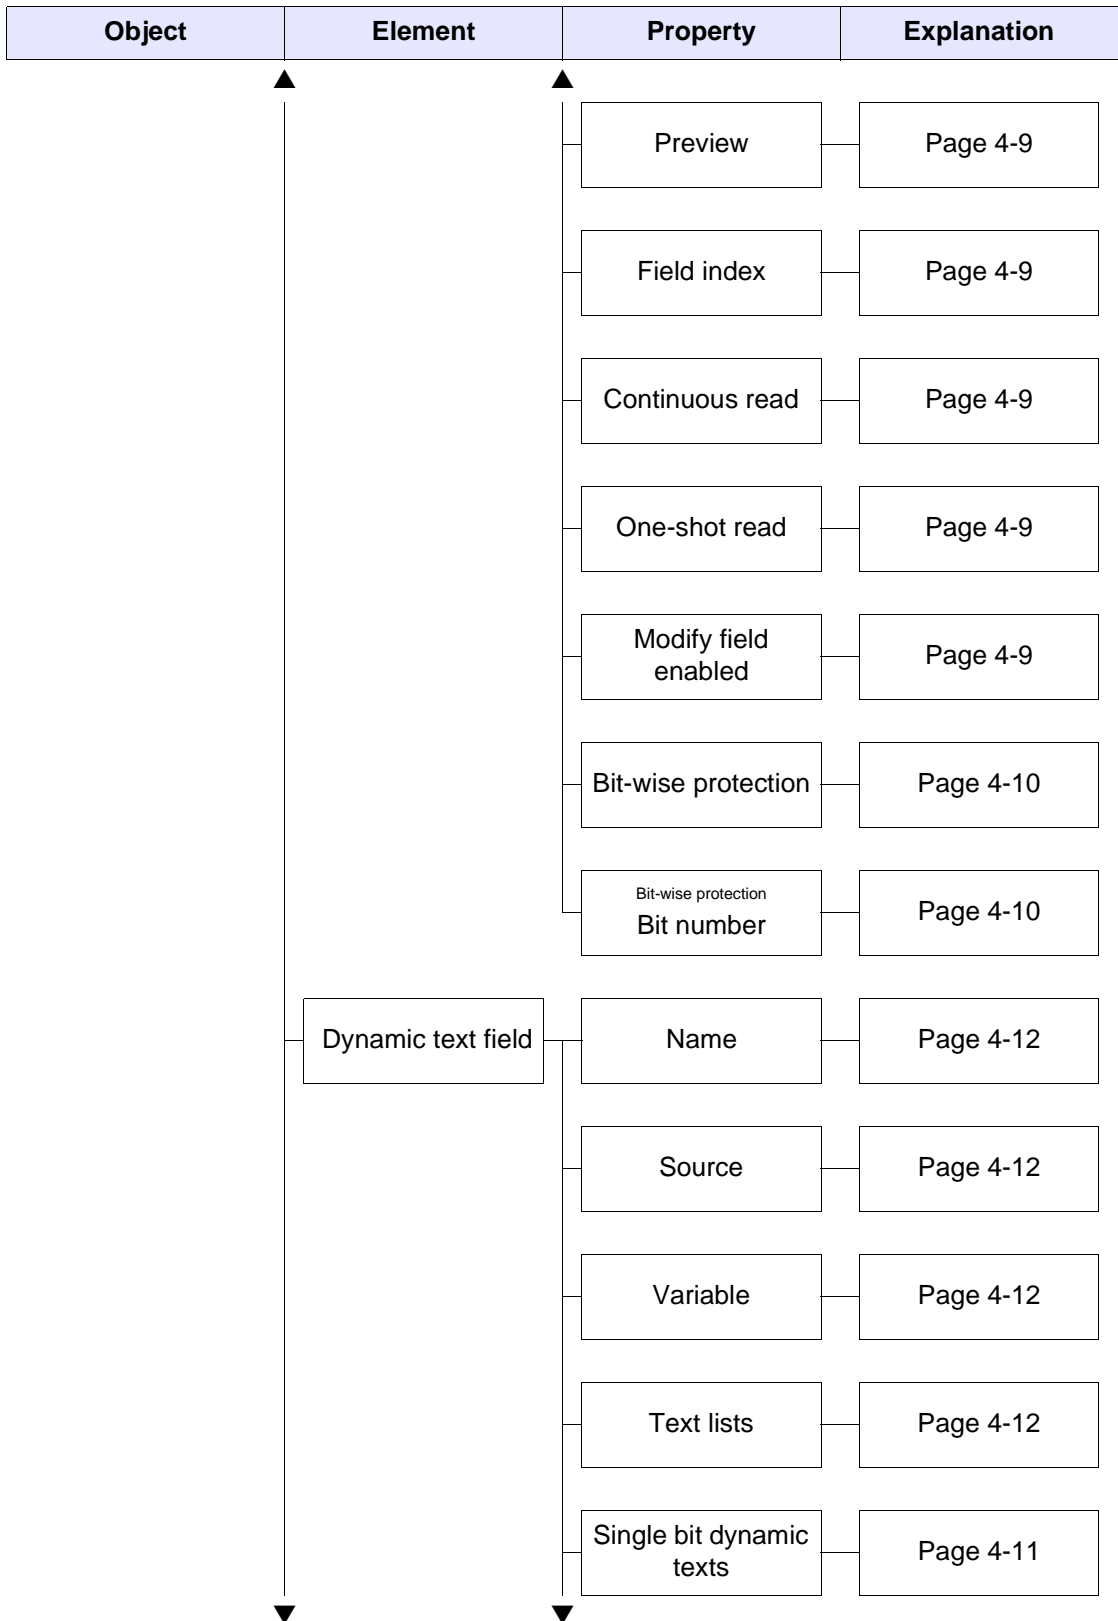 Object Element Property Explanation
Preview Page 4-9
Field index Page 4-9
Continuous read Page 4-9
One-shot read Page 4-9
Modify field
enabled
Page 4-9
Bit-wise protection Page 4-10
Bit-wise protection
Bit number
Page 4-10
Dynamic text field Name Page 4-12
Source Page 4-12
Variable Page 4-12
Text lists Page 4-12
Single bit dynamic
texts
Page 4-11